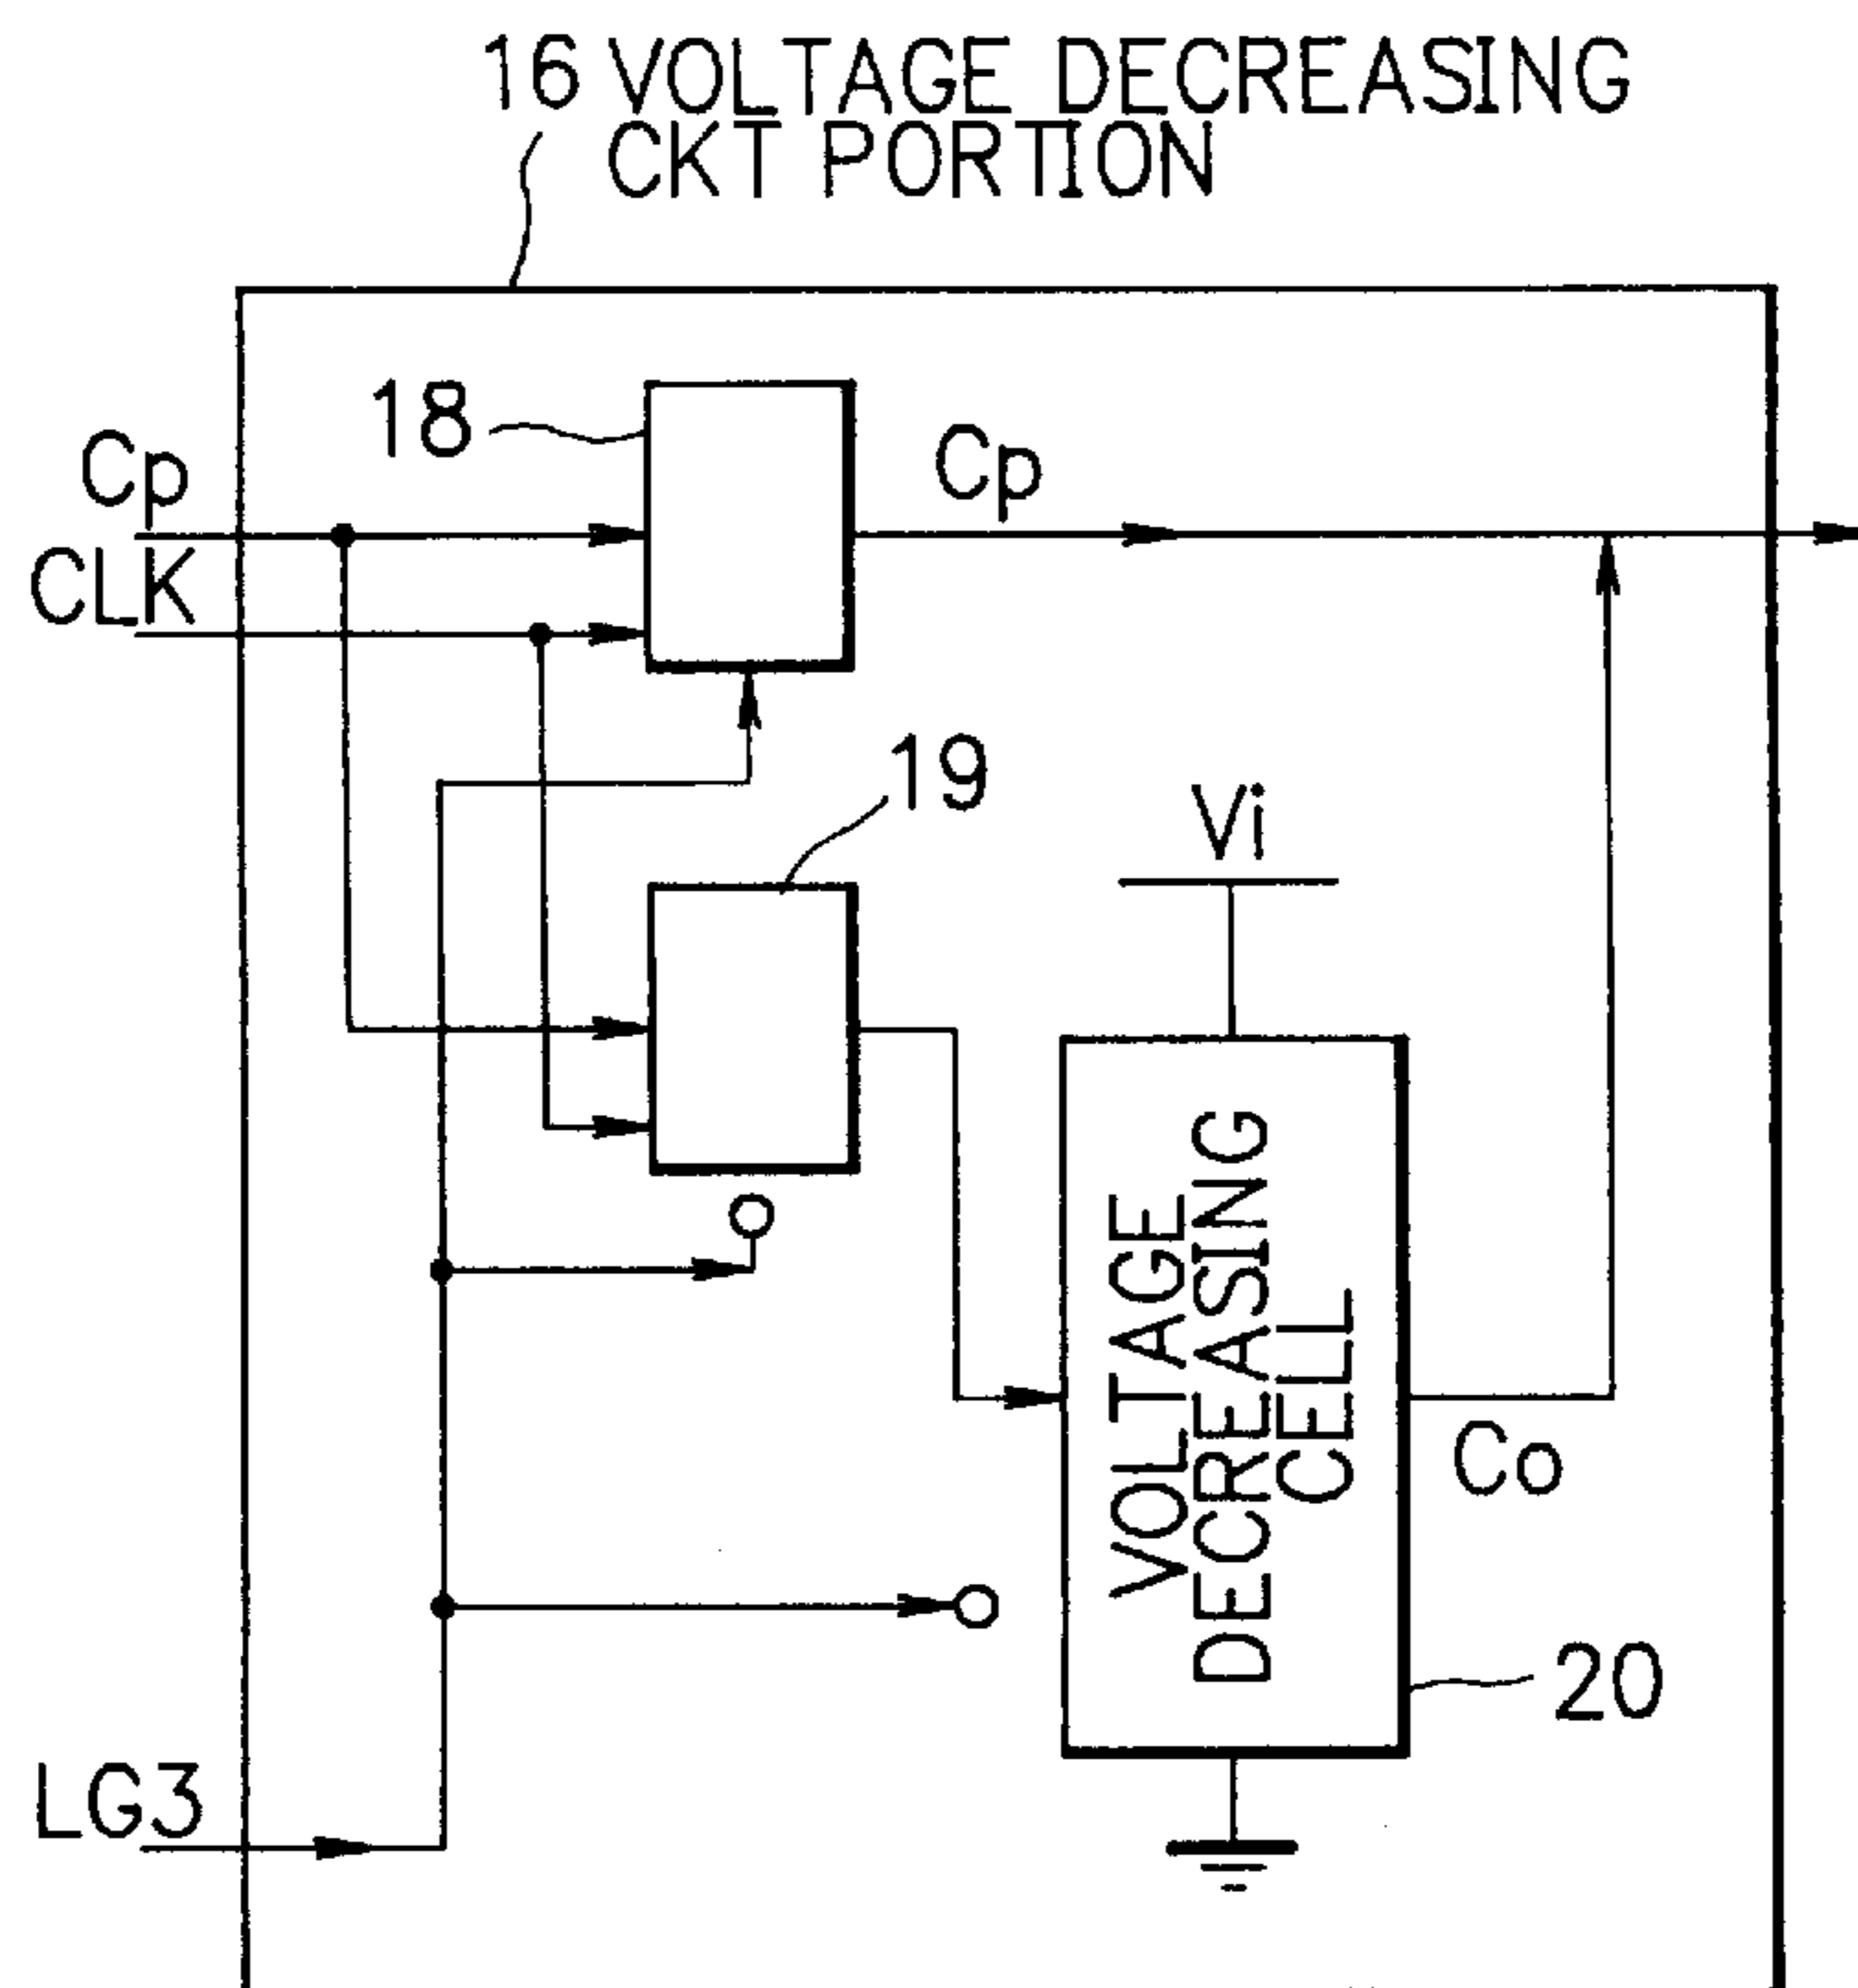 16 VOLTAGE DECREASING
CKT PORTION
18
Cp
Cp
CLK
19
Vi
VOLTAGE
DECREASING
CELL
Co
20
LG3